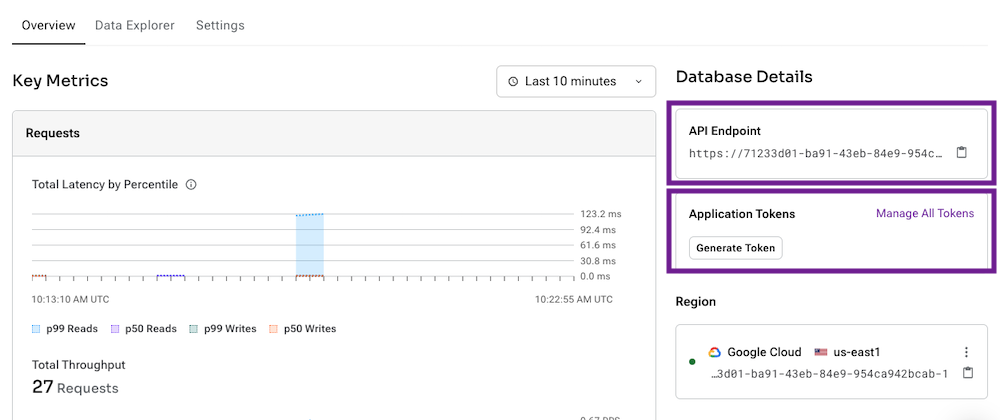 Overview Data Explorer Settings
Key Metrics
Last 10 minutes
Requests
Total Latency by Percentile
123.2 ms
92.4 ms
61.6 ms
30.8 ms
0.0 ms
10:13:10 AM UTC 10:22:55 AM UTC
p99 Reads p50 Reads p99 Writes p50 Writes
Total Throughput
27 Requests
0.67 RPS
Database Details
API Endpoint
https://71233d01-ba91-43eb-84e9-954c…
Application Tokens Manage All Tokens
Generate Token
Region
Google Cloud us-east1
…3d01-ba91-43eb-84e9-954ca942bcab-1